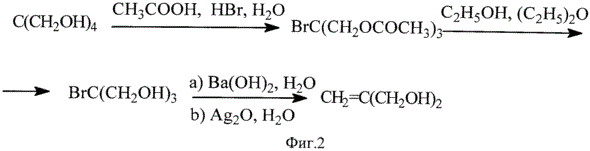 C(CH₂OH)₄ CH₃COOH, HBr, H₂O BrC(CH₂OCOCH₃)₃ C₂H₅OH, (C₂H₅)₂O
BrC(CH₂OH)₃ a) Ba(OH)₂, H₂O b) Ag₂O, H₂O CH₂=C(CH₂OH)₂
Фиг.2